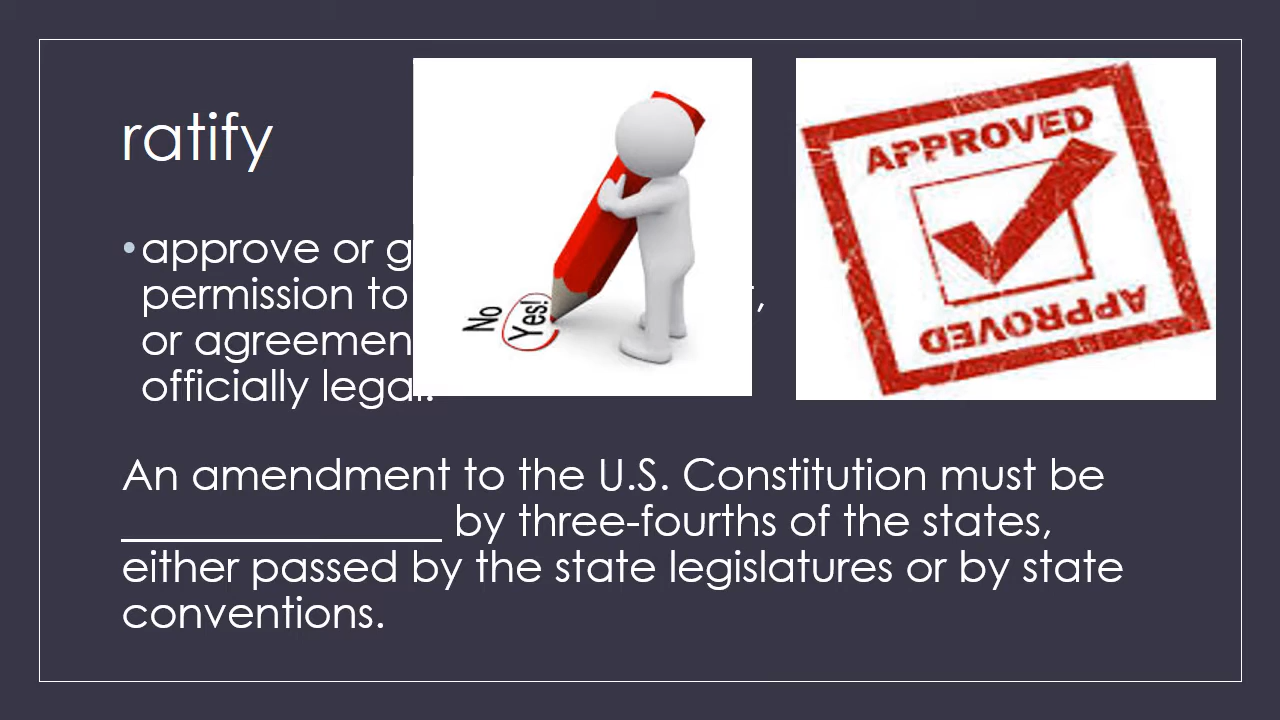 ratify
• approve or g
permission to ,
or agreemen
officially legal.
No
Yes!
APPROVED
APPROVED
An amendment to the U.S. Constitution must be
______________ by three-fourths of the states,
either passed by the state legislatures or by state
conventions.